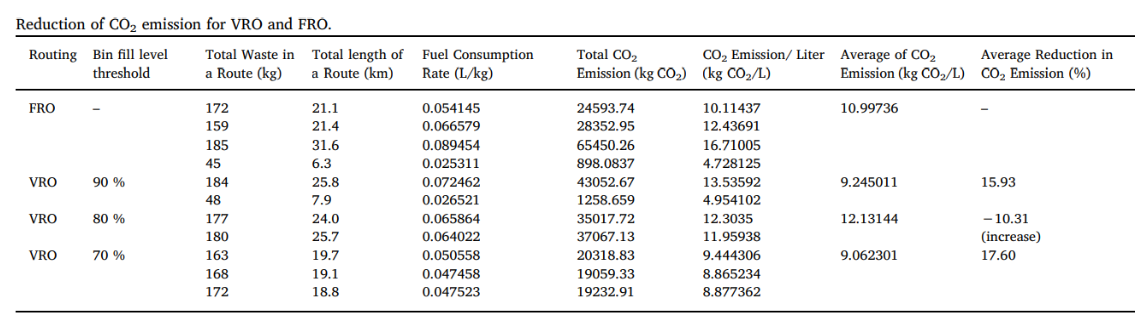 Reduction of CO₂ emission for VRO and FRO.
Routing Bin fill level threshold Total Waste in a Route (kg) Total length of a Route (km) Fuel Consumption Rate (L/kg) Total CO₂ Emission (kg CO₂) CO₂ Emission/ Liter (kg CO₂/L) Average of CO₂ Emission (kg CO₂/L) Average Reduction in CO₂ Emission (%)
FRO – 172 21.1 0.054145 24593.74 10.11437 10.99736 –
159 21.4 0.066579 28352.95 12.43691
185 31.6 0.089454 65450.26 16.71005
45 6.3 0.025311 898.0837 4.728125
VRO 90 % 184 25.8 0.072462 43052.67 13.53592 9.245011 15.93
48 7.9 0.026521 1258.659 4.954102
VRO 80 % 177 24.0 0.065864 35017.72 12.3035 12.13144 −10.31
180 25.7 0.064022 37067.13 11.95938 (increase)
VRO 70 % 163 19.7 0.050558 20318.83 9.444306 9.062301 17.60
168 19.1 0.047458 19059.33 8.865234
172 18.8 0.047523 19232.91 8.877362